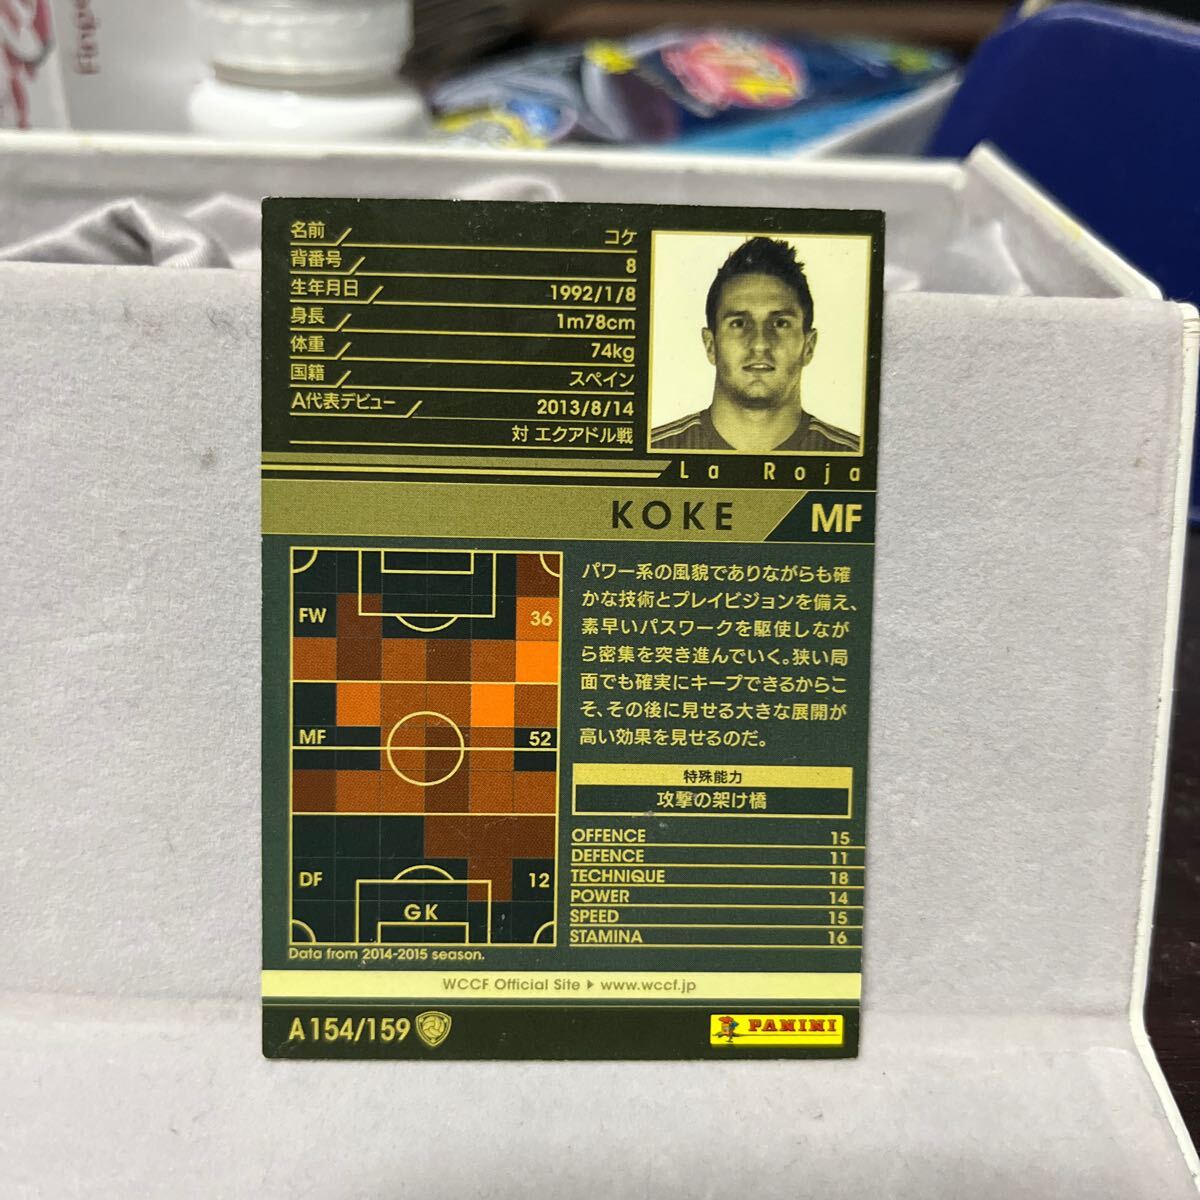 名前 コケ
背番号 8
生年月日 1992/1/8
身長 1m78cm
体重 74kg
国籍 スペイン
A代表デビュー 2013/8/14
対 エクアドル戦
La Roja
KOKE MF
FW 36
MF 52
DF 12
GK
Data from 2014-2015 season.
パワー系の風貌でありながらも確
かな技術とプレイビジョンを備え、
素早いパスワークを駆使しなが
ら密集を突き進んでいく。狭い局
面でも確実にキープできるからこ
そ、その後に見せる大きな展開が
高い効果を見せるのだ。
特殊能力
攻撃の架け橋
OFFENCE 15
DEFENCE 11
TECHNIQUE 18
POWER 14
SPEED 15
STAMINA 16
WCCF Official Site ▶ www.wccf.jp
A154/159
PANINI